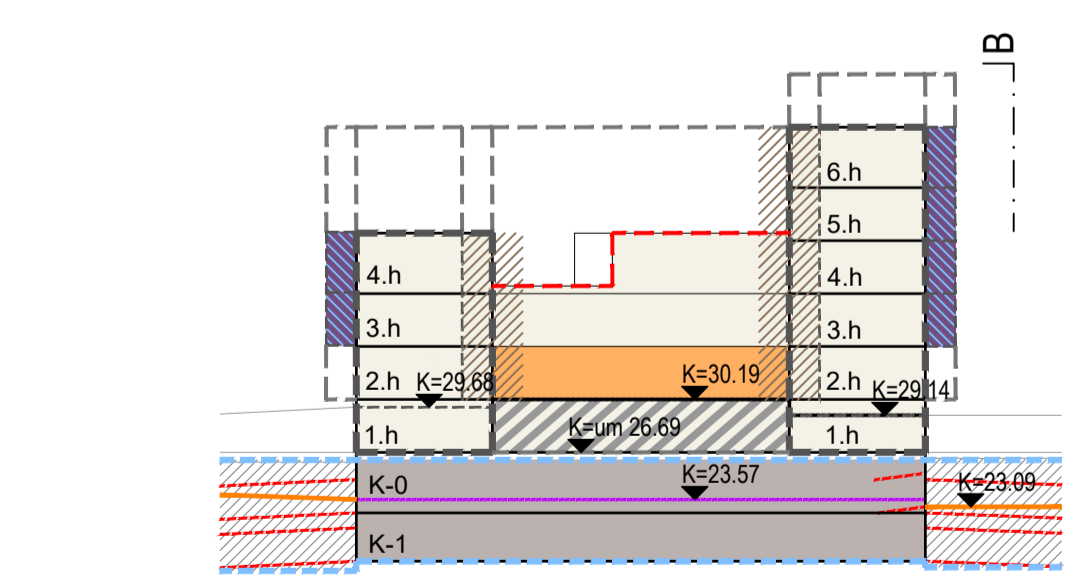 B
6.h
5.h
4.h
4.h
3.h
3.h
2.h
K=29.68
K=30.19
2.h
K=29.14
1.h
K=um 26.69
1.h
K-0
K=23.57
K=23.09
K-1